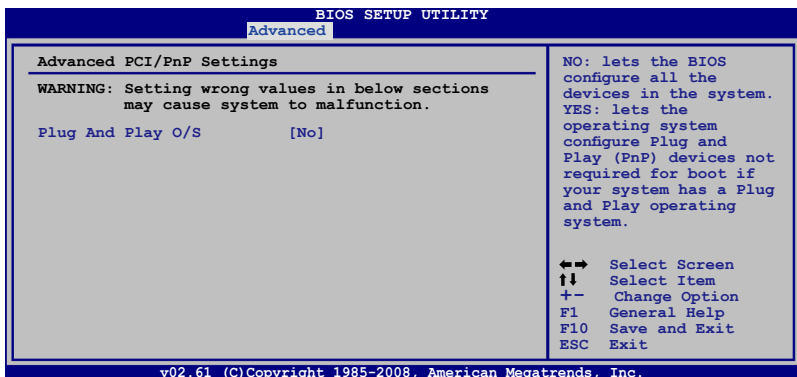 BIOS SETUP UTILITY
Advanced
Advanced PCI/PnP Settings
WARNING: Setting wrong values in below sections
may cause system to malfunction.
Plug And Play O/S [No]
NO: lets the BIOS
configure all the
devices in the system.
YES: lets the
operating system
configure Plug and
Play (PnP) devices not
required for boot if
your system has a Plug
and Play operating
system.
←→ Select Screen
↑↓ Select Item
+- Change Option
F1 General Help
F10 Save and Exit
ESC Exit
v02.61 (C)Copyright 1985-2008, American Megatrends, Inc.